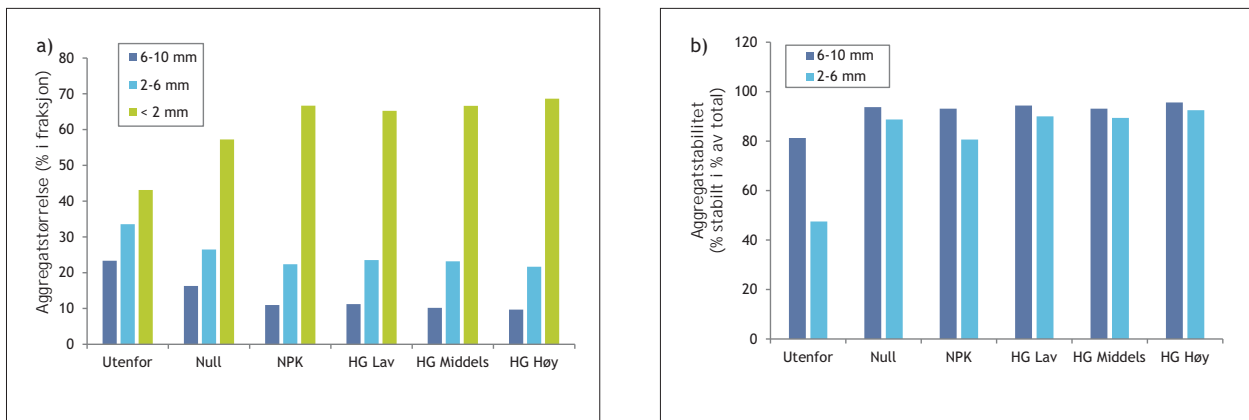 a)
Aggregatstørrelse (% i fraksjon)
6-10 mm
2-6 mm
< 2 mm
80
70
60
50
40
30
20
10
0
Utenfor Null NPK HG Lav HG Middels HG Høy
b)
Aggregatstabilitet
(% stabilt i % av total)
6-10 mm
2-6 mm
120
100
80
60
40
20
0
Utenfor Null NPK HG Lav HG Middels HG Høy